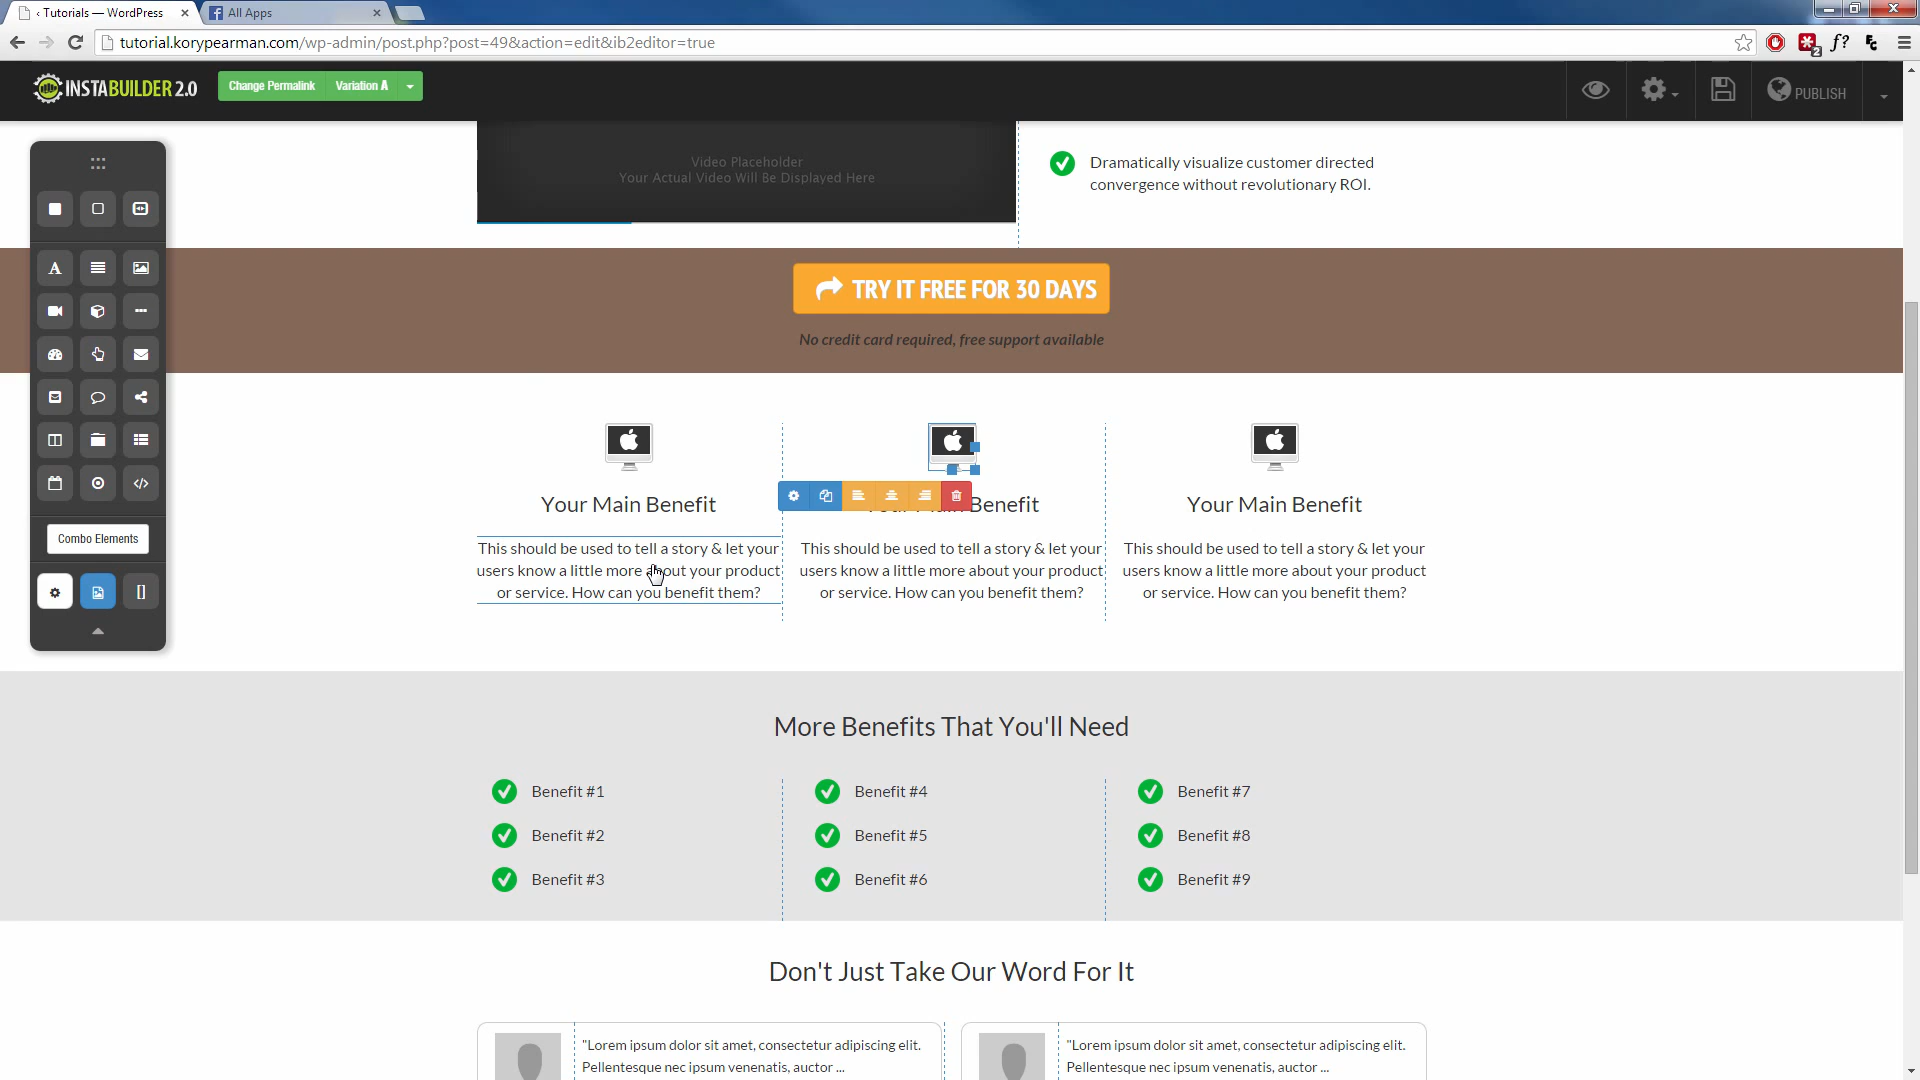 ‹ Tutorials — WordPress
All Apps
tutorial.korypearman.com/wp-admin/post.php?post=49&action=edit&ib2editor=true
INSTABUILDER 2.0
Change Permalink
Variation A
PUBLISH
Video Placeholder
Your Actual Video Will Be Displayed Here
Dramatically visualize customer directed
convergence without revolutionary ROI.
TRY IT FREE FOR 30 DAYS
No credit card required, free support available
Combo Elements
Your Main Benefit
This should be used to tell a story & let your
users know a little more about your product
or service. How can you benefit them?
Your Main Benefit
This should be used to tell a story & let your
users know a little more about your product
or service. How can you benefit them?
Your Main Benefit
This should be used to tell a story & let your
users know a little more about your product
or service. How can you benefit them?
More Benefits That You'll Need
Benefit #1
Benefit #2
Benefit #3
Benefit #4
Benefit #5
Benefit #6
Benefit #7
Benefit #8
Benefit #9
Don't Just Take Our Word For It
"Lorem ipsum dolor sit amet, consectetur adipiscing elit.
Pellentesque nec ipsum venenatis, auctor ...
"Lorem ipsum dolor sit amet, consectetur adipiscing elit.
Pellentesque nec ipsum venenatis, auctor ...